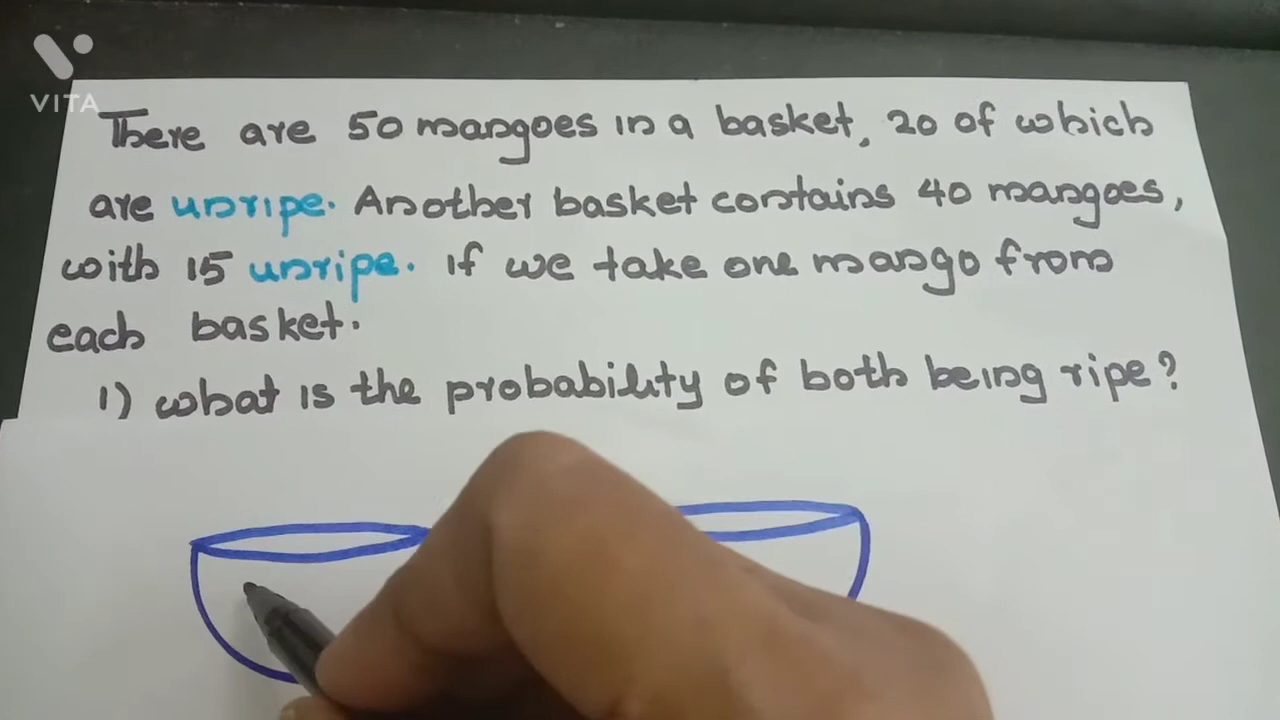 VITA
There are 50 mangoes in a basket, 20 of which
are unripe. Another basket contains 40 mangoes,
with 15 unripe. If we take one mango from
each basket.
1) what is the probability of both being ripe?